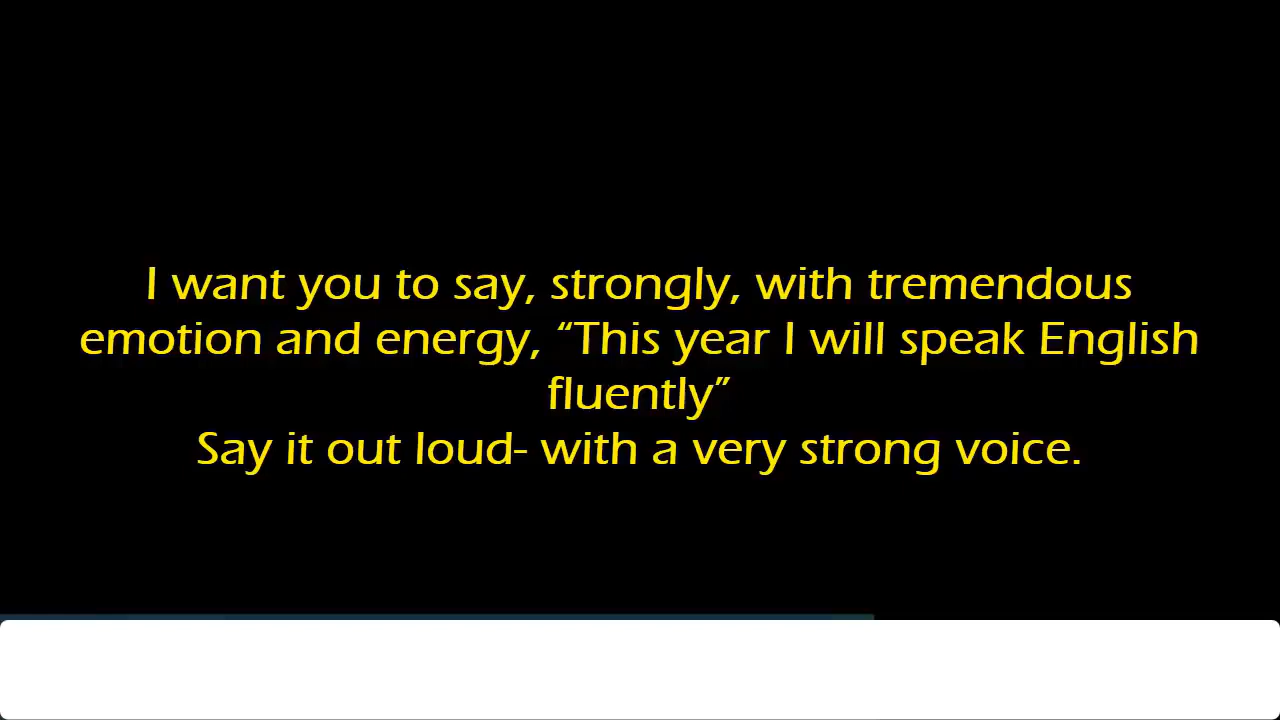 I want you to say, strongly, with tremendous
emotion and energy, “This year I will speak English
fluently”
Say it out loud- with a very strong voice.